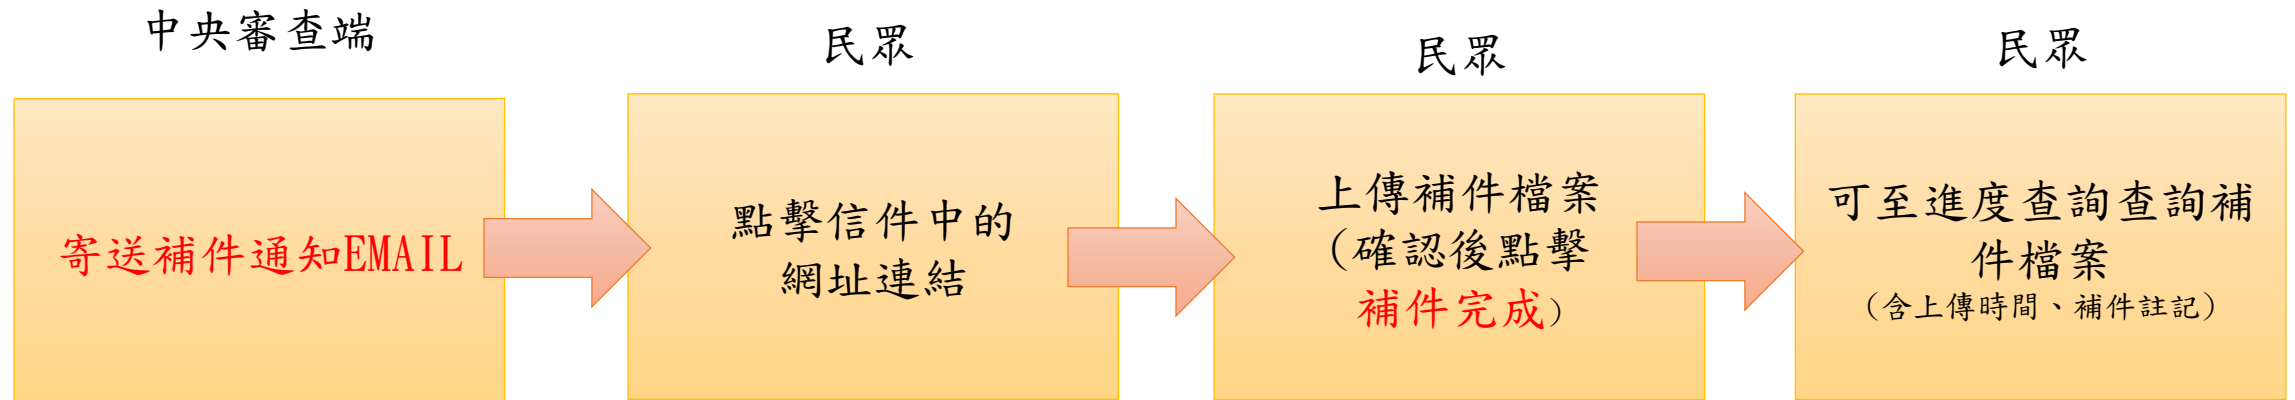 中央審查端
民眾
民眾
民眾
寄送補件通知EMAIL
點擊信件中的
網址連結
上傳補件檔案
(確認後點擊
補件完成)
可至進度查詢查詢補
件檔案
(含上傳時間、補件註記)